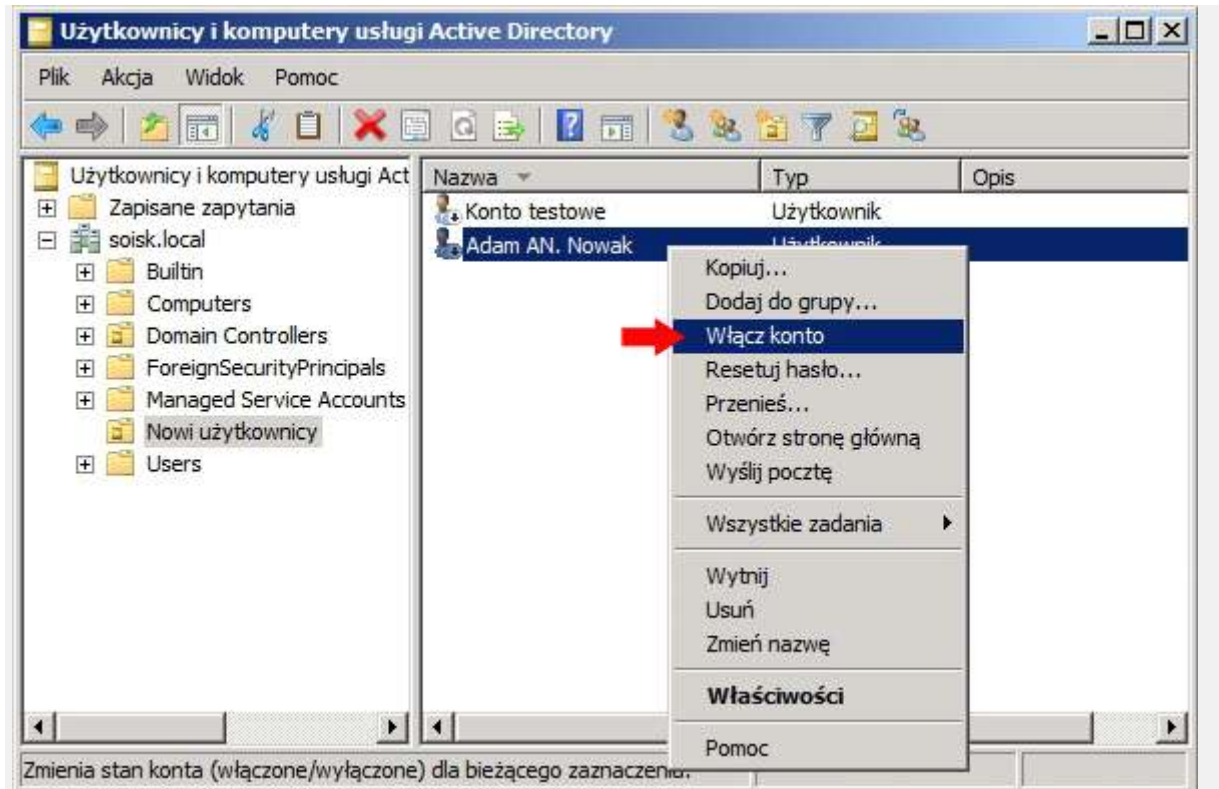 Użytkownicy i komputery usługi Active Directory
Plik Akcja Widok Pomoc
Użytkownicy i komputery usługi Act
Zapisane zapytania
soisk.local
Builtin
Computers
Domain Controllers
ForeignSecurityPrincipals
Managed Service Accounts
Nowi użytkownicy
Users
Nazwa Typ Opis
Konto testowe Użytkownik
Adam AN. Nowak Użytkownik
Kopiuj...
Dodaj do grupy...
Włącz konto
Resetuj hasło...
Przenieś...
Otwórz stronę główną
Wyślij pocztę
Wszystkie zadania
Wytnij
Usuń
Zmień nazwę
Właściwości
Pomoc
Zmienia stan konta (włączone/wyłączone) dla bieżącego zaznaczenia.